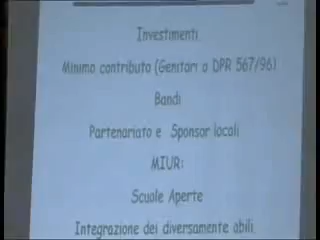 Investimenti
Minimo contributo (Genitori o DPR 567/96)
Bandi
Partenariato e Sponsor locali
MIUR:
Scuole Aperte
Integrazione dei diversamente abili